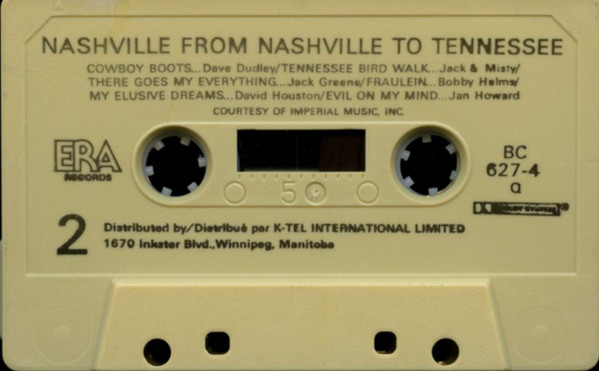 NASHVILLE FROM NASHVILLE TO TENNESSEE
COWBOY BOOTS...Dave Dudley/TENNESSEE BIRD WALK...Jack & Misty/
THERE GOES MY EVERYTHING...Jack Greene/FRAULEIN...Bobby Helms/
MY ELUSIVE DREAMS...David Houston/EVIL ON MY MIND...Jan Howard
COURTESY OF IMPERIAL MUSIC, INC.
ERA
RECORDS
50
BC
627-4
Q
DOLBY SYSTEM®
2
Distributed by/Distribué par K-TEL INTERNATIONAL LIMITED
1670 Inkster Blvd.,Winnipeg, Manitoba